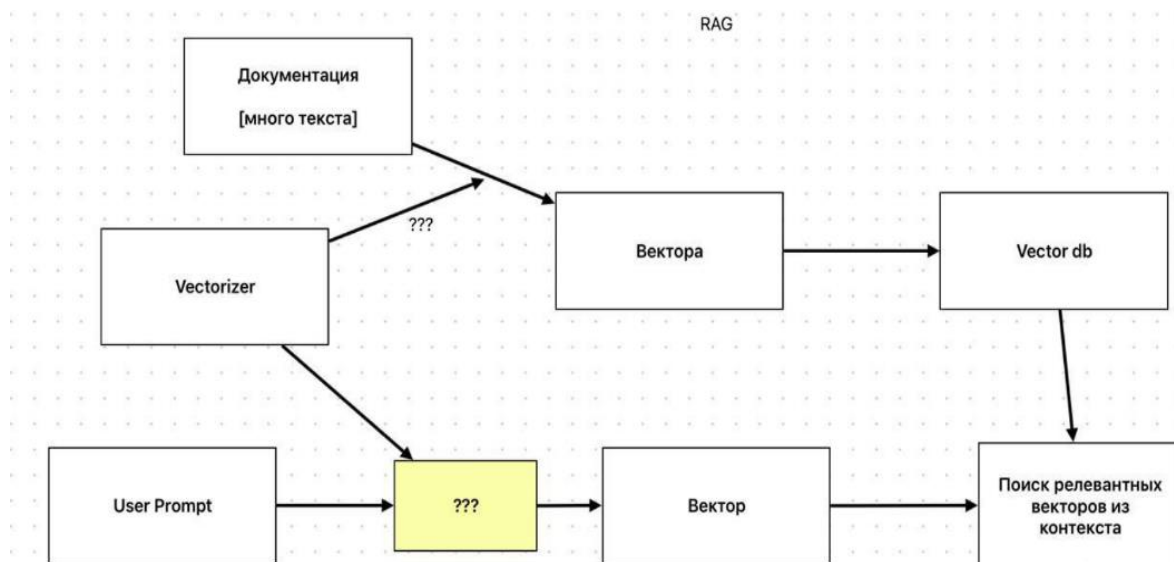 RAG
Документация
[много текста]
???
Vectorizer
Вектора
Vector db
User Prompt
???
Вектор
Поиск релевантных
векторов из
контекста